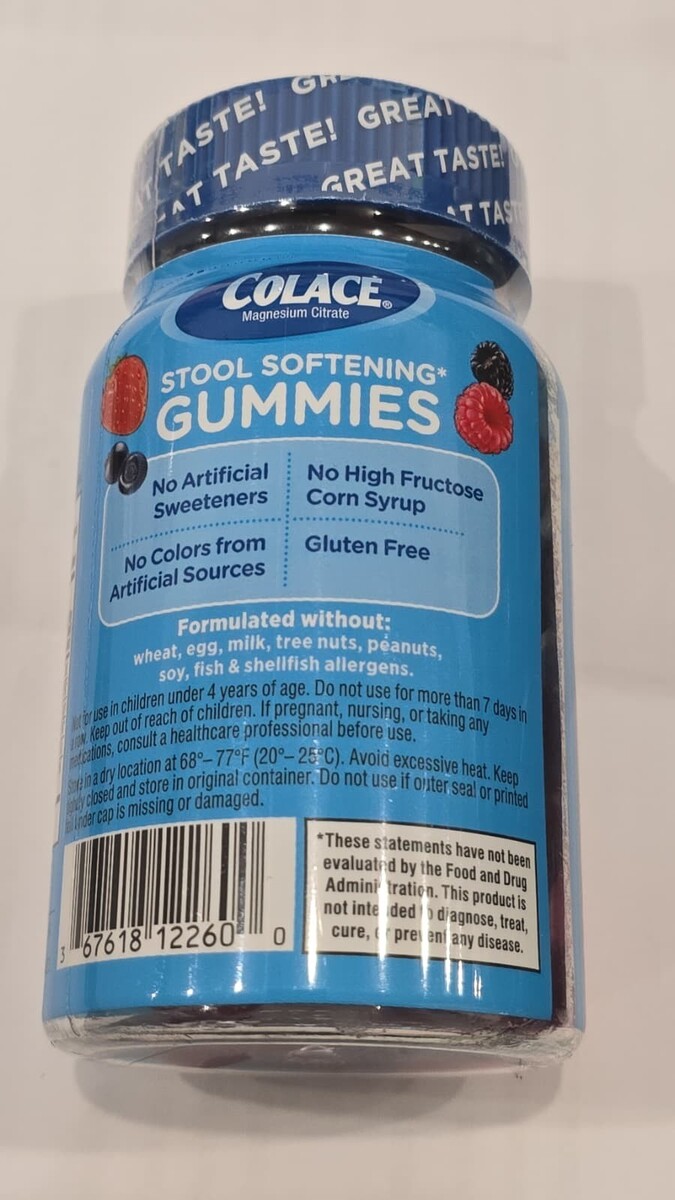 GREAT TASTE! GREAT
GREAT TASTE!
COLACE®
Magnesium Citrate
STOOL SOFTENING*
GUMMIES
No Artificial
Sweeteners
No High Fructose
Corn Syrup
No Colors from
Artificial Sources
Gluten Free
Formulated without:
wheat, egg, milk, tree nuts, peanuts,
soy, fish & shellfish allergens.
Not for use in children under 4 years of age. Do not use for more than 7 days in
a row. Keep out of reach of children. If pregnant, nursing, or taking any
medications, consult a healthcare professional before use.
Store in a dry location at 68°–77°F (20°–25°C). Avoid excessive heat. Keep
tightly closed and store in original container. Do not use if outer seal or printed
seal under cap is missing or damaged.
*These statements have not been
evaluated by the Food and Drug
Administration. This product is
not intended to diagnose, treat,
cure, or prevent any disease.
3 67618 12260 0